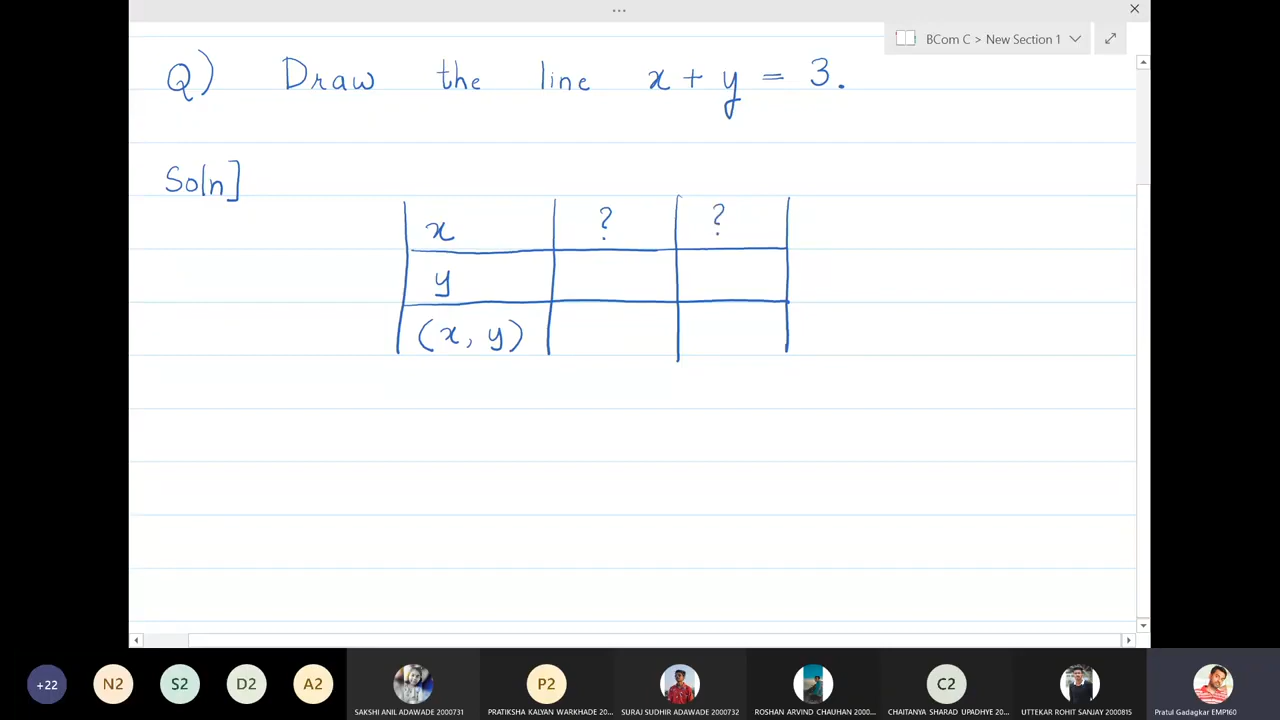 BCom C > New Section 1
Q) Draw the line x + y = 3.
Soln]
x ? ?
y
(x, y)
+22 N2 S2 D2 A2 P2 C2
SAKSHI ANIL ADAWADE 2000731
PRATIKSHA KALYAN WARKHADE 20...
SURAJ SUDHIR ADAWADE 2000732
ROSHAN ARVIND CHAUHAN 2000...
CHAITANYA SHARAD UPADHYE 20...
UTTEKAR ROHIT SANJAY 2000815
Pratul Gadagkar EMP160